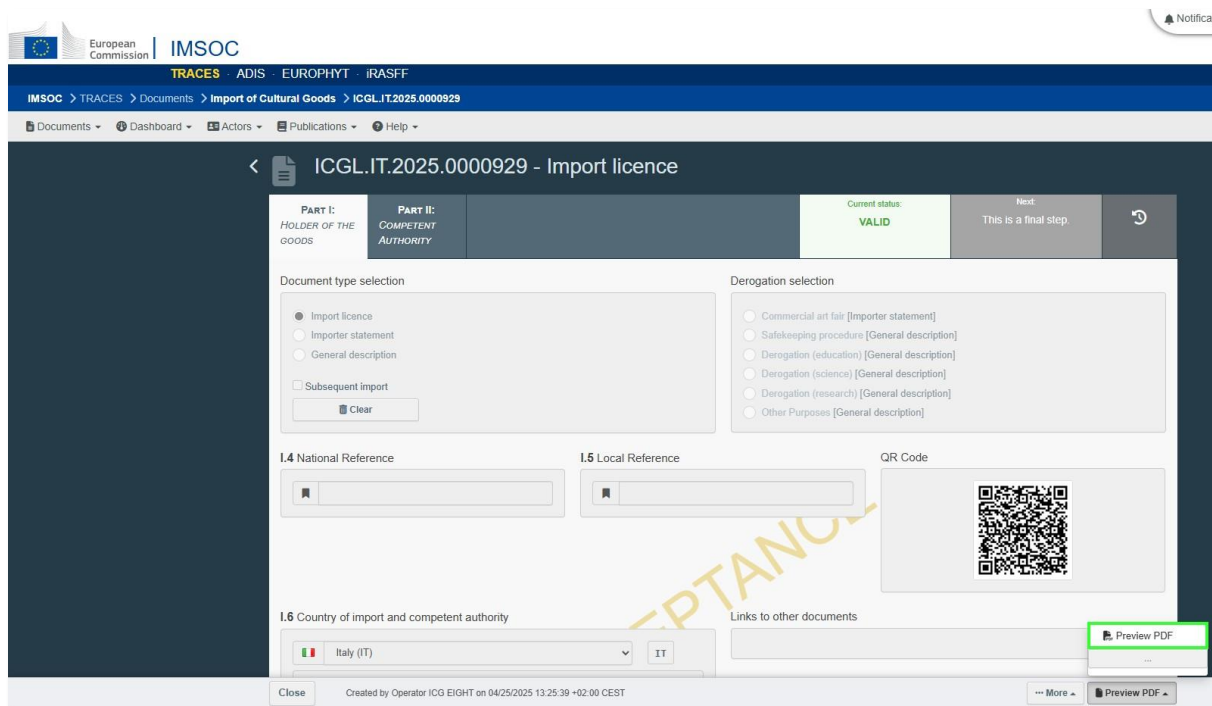 Notifica
European
Commission
IMSOC
TRACES · ADIS · EUROPHYT · iRASFF
IMSOC > TRACES > Documents > Import of Cultural Goods > ICGL.IT.2025.0000929
Documents Dashboard Actors Publications Help
ICGL.IT.2025.0000929 - Import licence
PART I:
HOLDER OF THE
GOODS
PART II:
COMPETENT
AUTHORITY
Current status:
VALID
Next:
This is a final step.
Document type selection
Import licence
Importer statement
General description
Subsequent import
Clear
Derogation selection
Commercial art fair [Importer statement]
Safekeeping procedure [General description]
Derogation (education) [General description]
Derogation (science) [General description]
Derogation (research) [General description]
Other Purposes [General description]
I.4 National Reference
I.5 Local Reference
QR Code
EPTANCE
I.6 Country of import and competent authority
Italy (IT)
IT
Links to other documents
Preview PDF
...
Close
Created by Operator ICG EIGHT on 04/25/2025 13:25:39 +02:00 CEST
··· More
Preview PDF